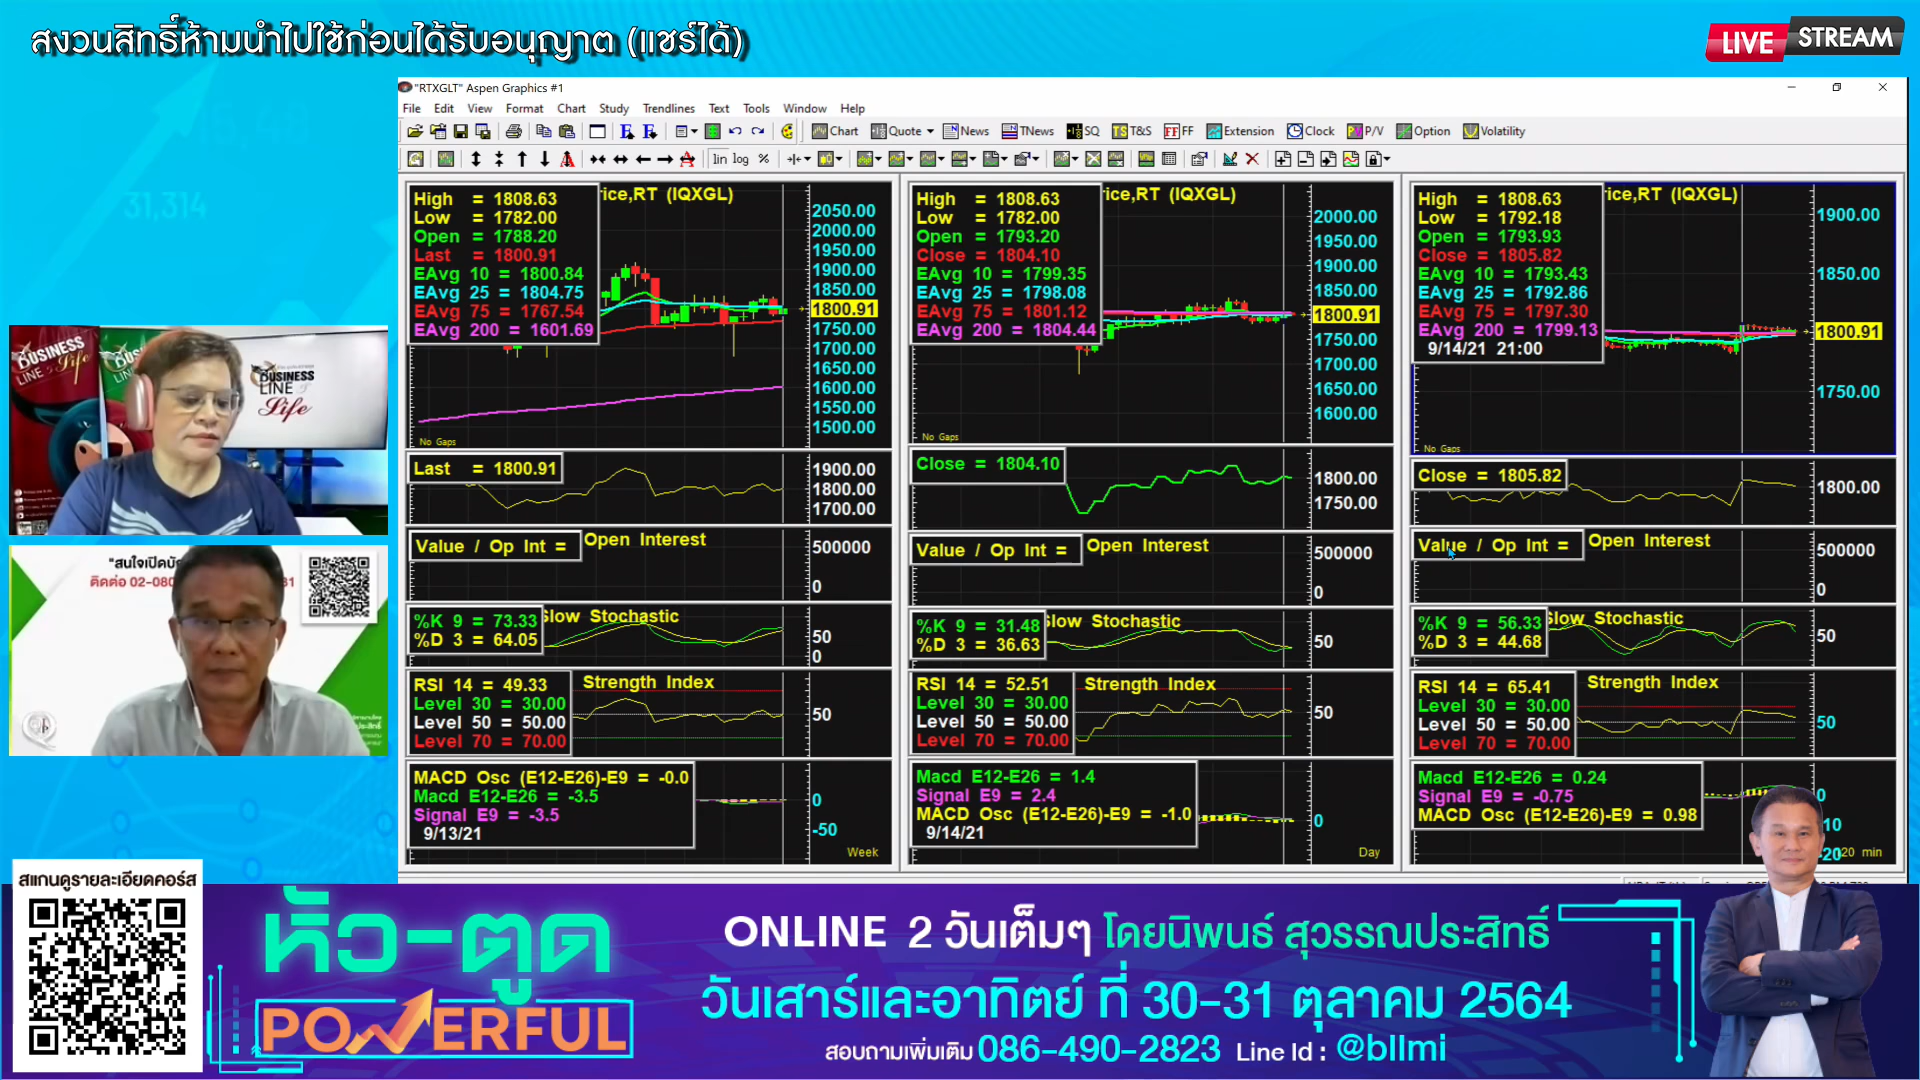 สงวนสิทธิ์ห้ามนำไปใช้ก่อนได้รับอนุญาต (แชร์ได้)
LIVE STREAM
31,314
"RTXGLT" Aspen Graphics #1
File Edit View Format Chart Study Trendlines Text Tools Window Help
Chart Quote News TNews SQ T&S FF Extension Clock P/V Option Volatility
lin log %
rice,RT (IQXGL)
High = 1808.63
Low = 1782.00
Open = 1788.20
Last = 1800.91
EAvg 10 = 1800.84
EAvg 25 = 1804.75
EAvg 75 = 1767.54
EAvg 200 = 1601.69
2050.00
2000.00
1950.00
1900.00
1850.00
1800.91
1750.00
1700.00
1650.00
1600.00
1550.00
1500.00
No Gaps
Last = 1800.91
1900.00
1800.00
1700.00
Value / Op Int =
Open Interest
500000
0
%K 9 = 73.33
%D 3 = 64.05
Slow Stochastic
50
0
RSI 14 = 49.33
Level 30 = 30.00
Level 50 = 50.00
Level 70 = 70.00
Strength Index
50
MACD Osc (E12-E26)-E9 = -0.0
Macd E12-E26 = -3.5
Signal E9 = -3.5
9/13/21
0
-50
Week
rice,RT (IQXGL)
High = 1808.63
Low = 1782.00
Open = 1793.20
Close = 1804.10
EAvg 10 = 1799.35
EAvg 25 = 1798.08
EAvg 75 = 1801.12
EAvg 200 = 1804.44
2000.00
1950.00
1900.00
1850.00
1800.91
1750.00
1700.00
1650.00
1600.00
No Gaps
Close = 1804.10
1800.00
1750.00
Value / Op Int =
Open Interest
500000
0
%K 9 = 31.48
%D 3 = 36.63
Slow Stochastic
50
RSI 14 = 52.51
Level 30 = 30.00
Level 50 = 50.00
Level 70 = 70.00
Strength Index
50
Macd E12-E26 = 1.4
Signal E9 = 2.4
MACD Osc (E12-E26)-E9 = -1.0
9/14/21
0
Day
rice,RT (IQXGL)
High = 1808.63
Low = 1792.18
Open = 1793.93
Close = 1805.82
EAvg 10 = 1793.43
EAvg 25 = 1792.86
EAvg 75 = 1797.30
EAvg 200 = 1799.13
9/14/21 21:00
1900.00
1850.00
1800.91
1750.00
No Gaps
Close = 1805.82
1800.00
Value / Op Int =
Open Interest
500000
0
%K 9 = 56.33
%D 3 = 44.68
Slow Stochastic
50
RSI 14 = 65.41
Level 30 = 30.00
Level 50 = 50.00
Level 70 = 70.00
Strength Index
50
Macd E12-E26 = 0.24
Signal E9 = -0.75
MACD Osc (E12-E26)-E9 = 0.98
0
10
-20
20 min
BUSINESS
LINE & Life
BUSINESS
LINE &
Life
"สนใจเปิดบัญ
ติดต่อ 02-080
31
สแกนดูรายละเอียดคอร์ส
หัว-ตูด
POWERFUL
ONLINE 2 วันเต็มๆ โดยนิพนธ์ สุวรรณประสิทธิ์
วันเสาร์และอาทิตย์ ที่ 30-31 ตุลาคม 2564
สอบถามเพิ่มเติม 086-490-2823 Line Id : @bllmi